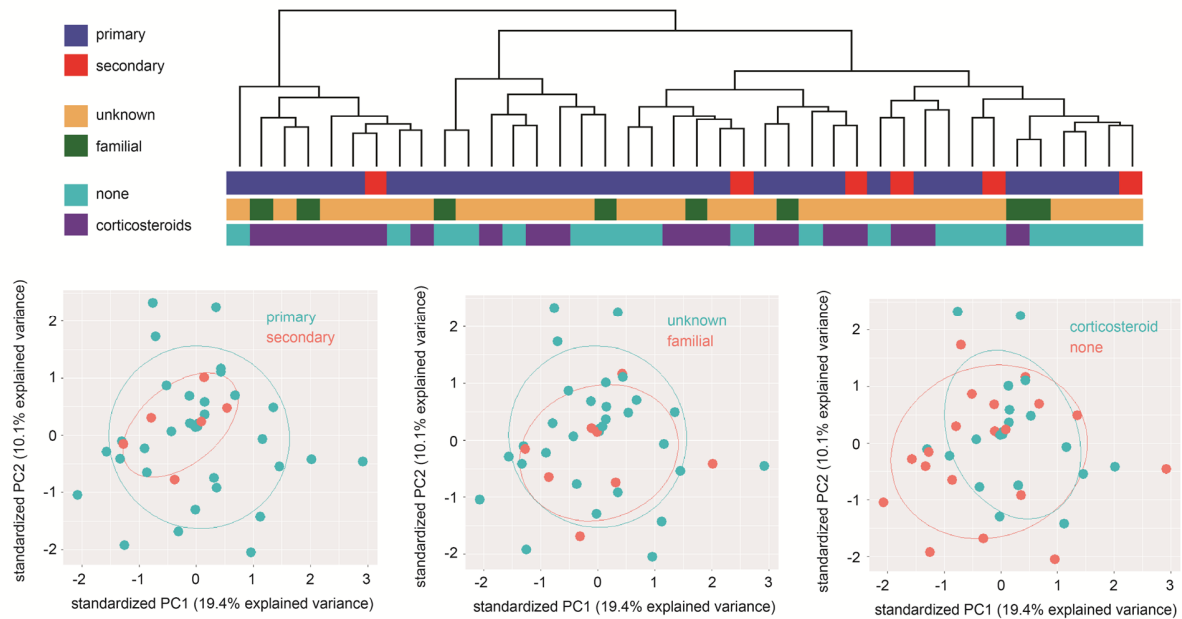 primary
secondary
unknown
familial
none
corticosteroids
standardized PC2 (10.1% explained variance)
2
1
0
-1
-2
primary
secondary
-2 -1 0 1 2 3
standardized PC1 (19.4% explained variance)
standardized PC2 (10.1% explained variance)
2
1
0
-1
-2
unknown
familial
-2 -1 0 1 2 3
standardized PC1 (19.4% explained variance)
standardized PC2 (10.1% explained variance)
2
1
0
-1
-2
corticosteroid
none
-2 -1 0 1 2 3
standardized PC1 (19.4% explained variance)